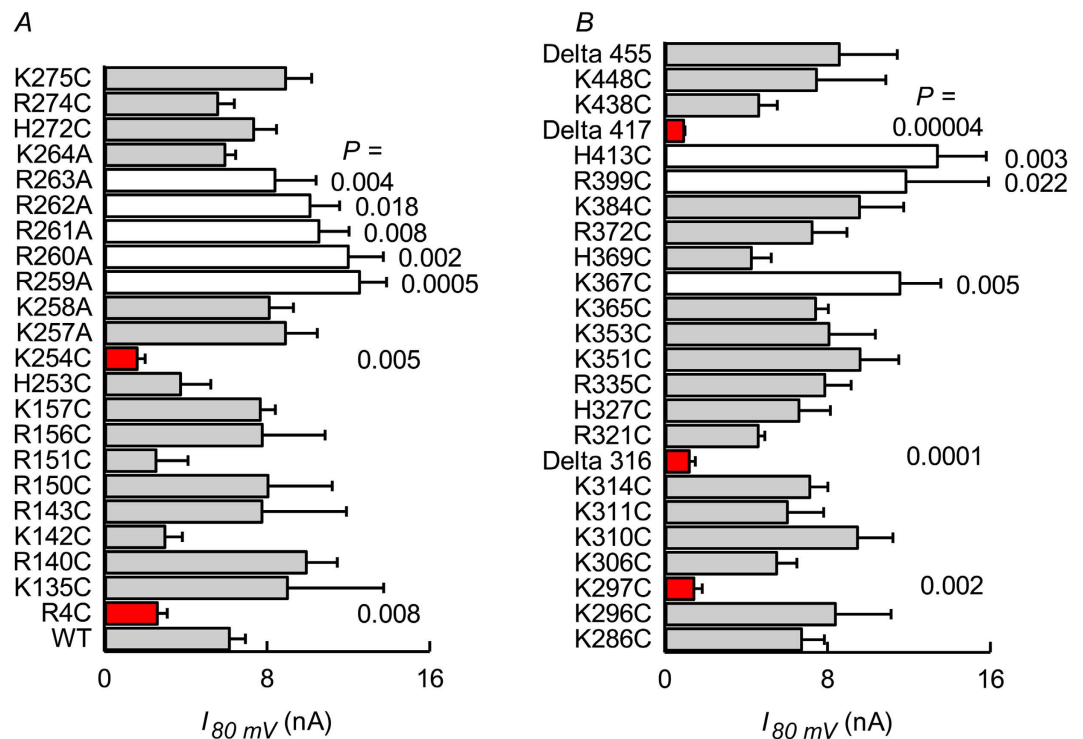 A
K275C
R274C
H272C
K264A
P =
R263A
0.004
R262A
0.018
R261A
0.008
R260A
0.002
R259A
0.0005
K258A
K257A
K254C
0.005
H253C
K157C
R156C
R151C
R150C
R143C
K142C
R140C
K135C
R4C
0.008
WT
0 8 16
I 80 mV (nA)
B
Delta 455
K448C
P =
K438C
Delta 417
0.00004
H413C
0.003
R399C
0.022
K384C
R372C
H369C
K367C
0.005
K365C
K353C
K351C
R335C
H327C
R321C
Delta 316
0.0001
K314C
K311C
K310C
K306C
K297C
0.002
K296C
K286C
0 8 16
I 80 mV (nA)